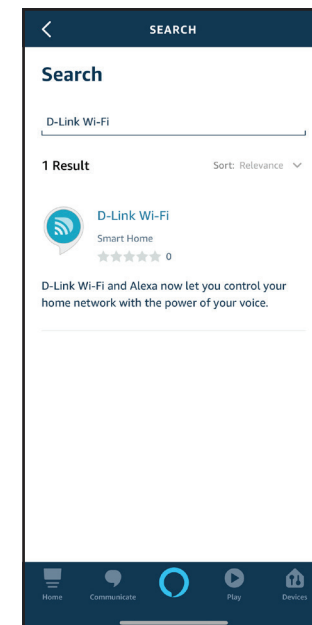 SEARCH
Search
D-Link Wi-Fi
1 Result
Sort: Relevance
D-Link Wi-Fi
Smart Home
0
D-Link Wi-Fi and Alexa now let you control your
home network with the power of your voice.
Home Communicate Play Devices